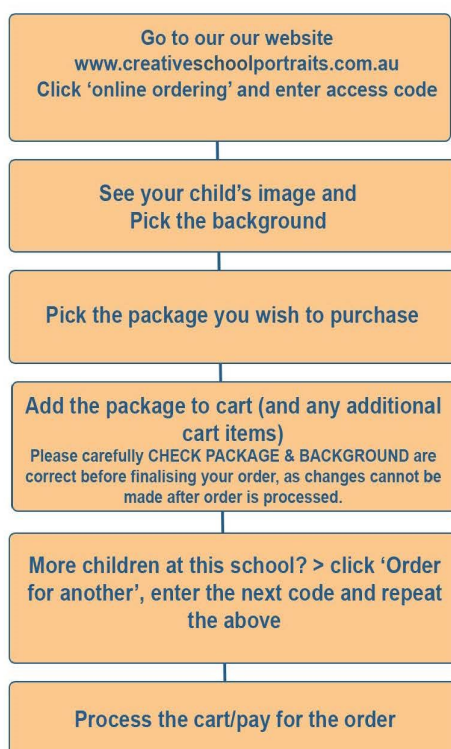 Go to our our website
www.creativeschoolportraits.com.au
Click ‘online ordering’ and enter access code
See your child’s image and
Pick the background
Pick the package you wish to purchase
Add the package to cart (and any additional
cart items)
Please carefully CHECK PACKAGE & BACKGROUND are
correct before finalising your order, as changes cannot be
made after order is processed.
More children at this school? > click ‘Order
for another’, enter the next code and repeat
the above
Process the cart/pay for the order